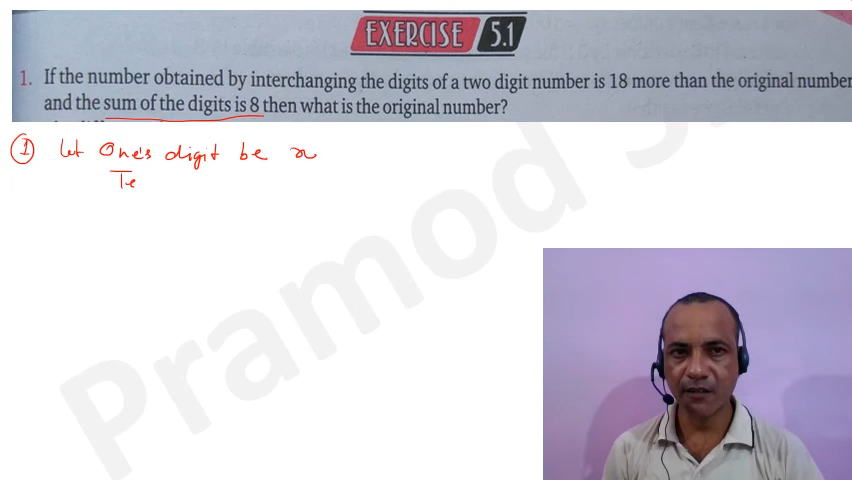 EXERCISE 5.1
1. If the number obtained by interchanging the digits of a two digit number is 18 more than the original number
and the sum of the digits is 8 then what is the original number?
① let One's digit be x
Te
Pramod S